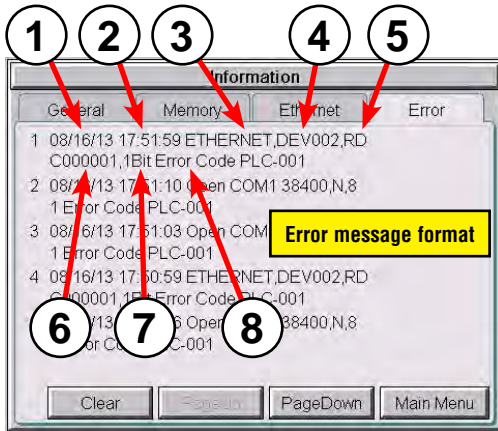 1 2 3 4 5
Information
General Memory Ethernet Error
1 08/16/13 17:51:59 ETHERNET,DEV002,RD
C000001,1Bit Error Code PLC-001
2 08/16/13 17:51:10 Open COM1 38400,N,8
1 Error Code PLC-001
3 08/16/13 17:51:03 Open COM
1 Error Code PLC-001
Error message format
4 08/16/13 17:50:59 ETHERNET,DEV002,RD
C000001,1Bit Error Code PLC-001
6 7 8
/13 Open 38400,N,8
PLC-001
Clear PageUp PageDown Main Menu